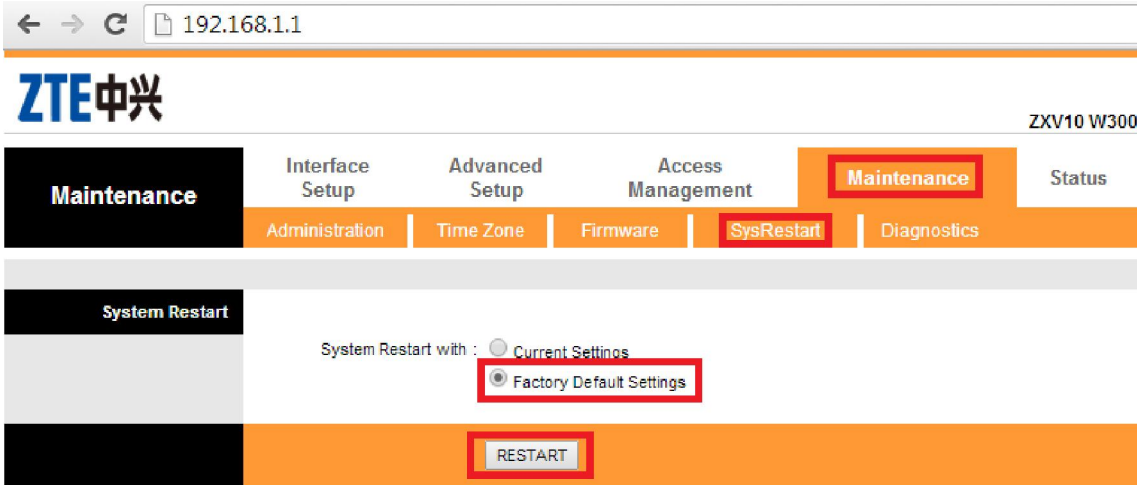 192.168.1.1
ZTE中兴
ZXV10 W300
Maintenance
Interface Setup
Advanced Setup
Access Management
Maintenance
Status
Administration
Time Zone
Firmware
SysRestart
Diagnostics
System Restart
System Restart with :
Current Settings
Factory Default Settings
RESTART